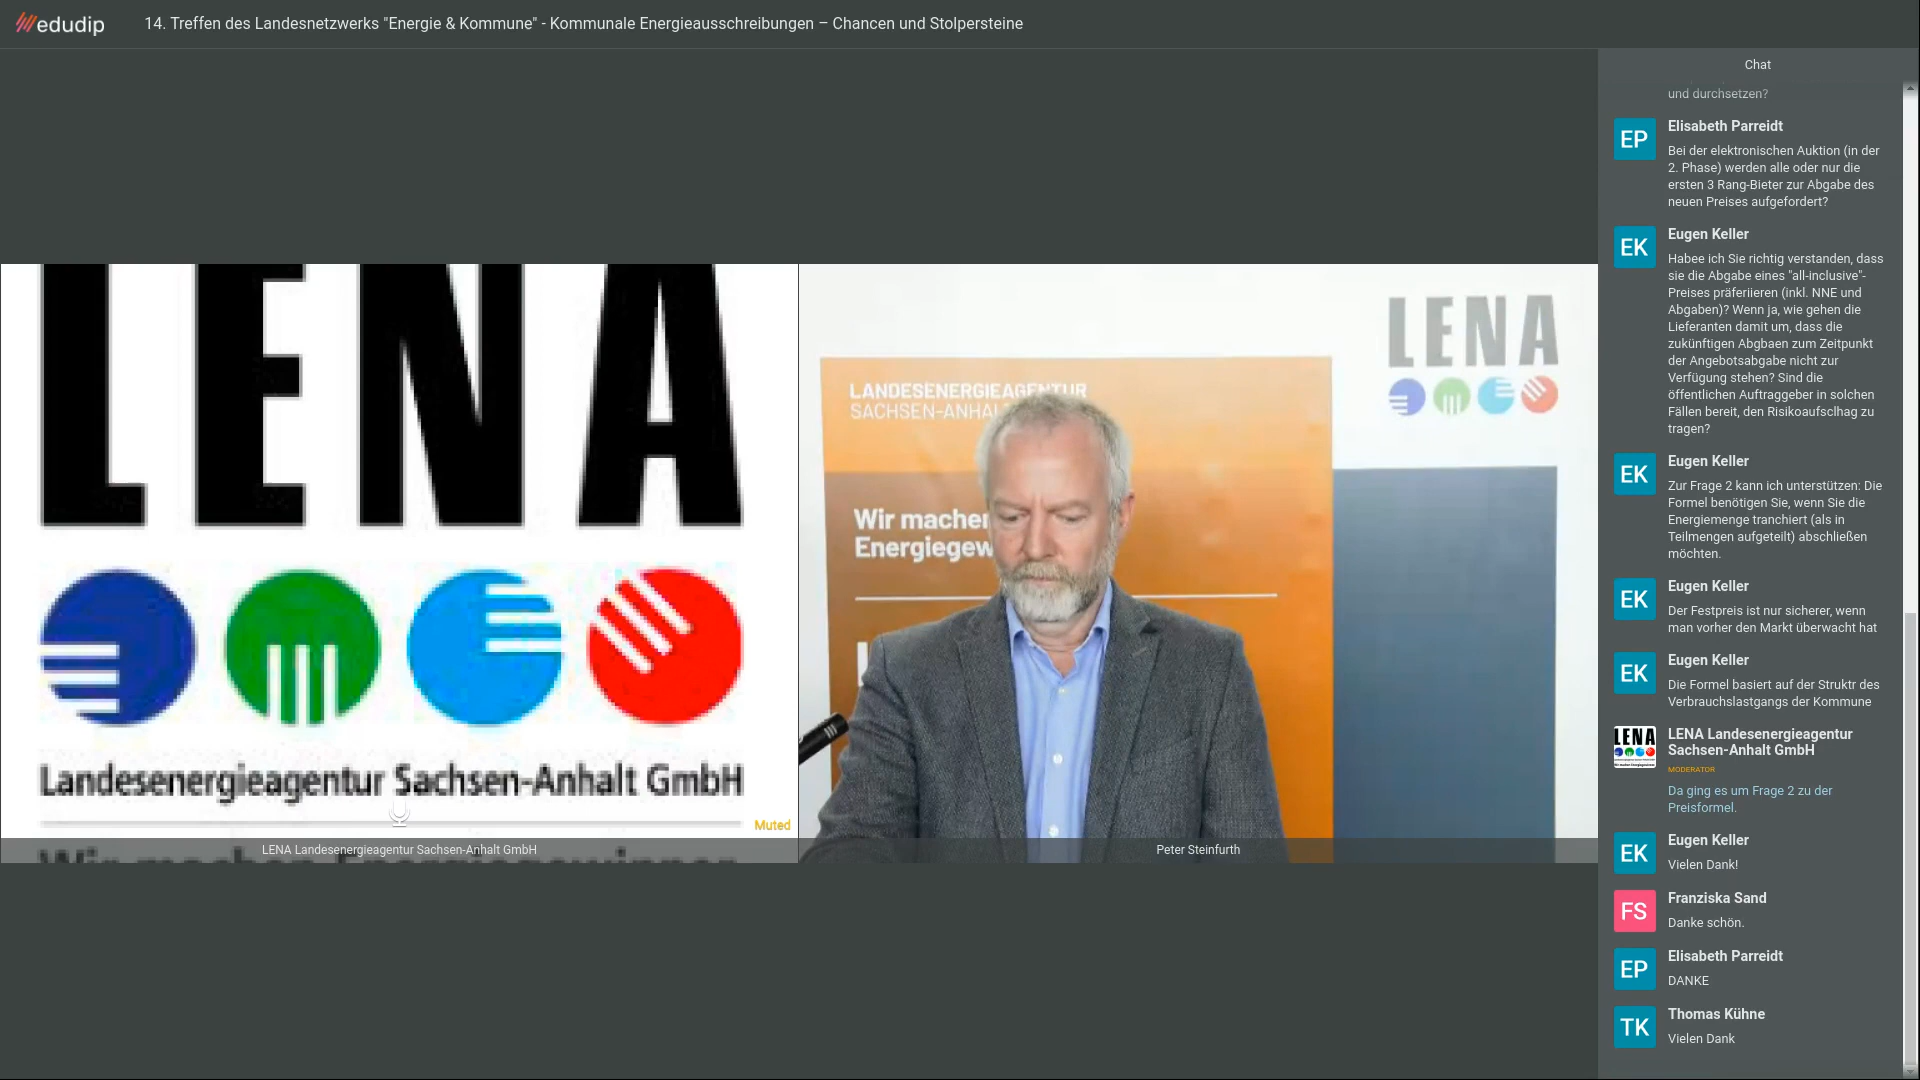 edudip
14. Treffen des Landesnetzwerks "Energie & Kommune" - Kommunale Energieausschreibungen – Chancen und Stolpersteine
LENA
Landesenergieagentur Sachsen-Anhalt GmbH
Muted
LENA Landesenergieagentur Sachsen-Anhalt GmbH
LENA
LANDESENERGIEAGENTUR
SACHSEN-ANHAL
Wir machen
Energiegew
Peter Steinfurth
Chat
und durchsetzen?
EP
Elisabeth Parreidt
Bei der elektronischen Auktion (in der
2. Phase) werden alle oder nur die
ersten 3 Rang-Bieter zur Abgabe des
neuen Preises aufgefordert?
EK
Eugen Keller
Habee ich Sie richtig verstanden, dass
sie die Abgabe eines "all-inclusive"-
Preises präferiieren (inkl. NNE und
Abgaben)? Wenn ja, wie gehen die
Lieferanten damit um, dass die
zukünftigen Abgbaen zum Zeitpunkt
der Angebotsabgabe nicht zur
Verfügung stehen? Sind die
öffentlichen Auftraggeber in solchen
Fällen bereit, den Risikoaufsclhag zu
tragen?
EK
Eugen Keller
Zur Frage 2 kann ich unterstützen: Die
Formel benötigen Sie, wenn Sie die
Energiemenge tranchiert (als in
Teilmengen aufgeteilt) abschließen
möchten.
EK
Eugen Keller
Der Festpreis ist nur sicherer, wenn
man vorher den Markt überwacht hat
EK
Eugen Keller
Die Formel basiert auf der Struktr des
Verbrauchslastgangs der Kommune
LENA
LENA Landesenergieagentur
Sachsen-Anhalt GmbH
MODERATOR
Da ging es um Frage 2 zu der
Preisformel.
EK
Eugen Keller
Vielen Dank!
FS
Franziska Sand
Danke schön.
EP
Elisabeth Parreidt
DANKE
TK
Thomas Kühne
Vielen Dank